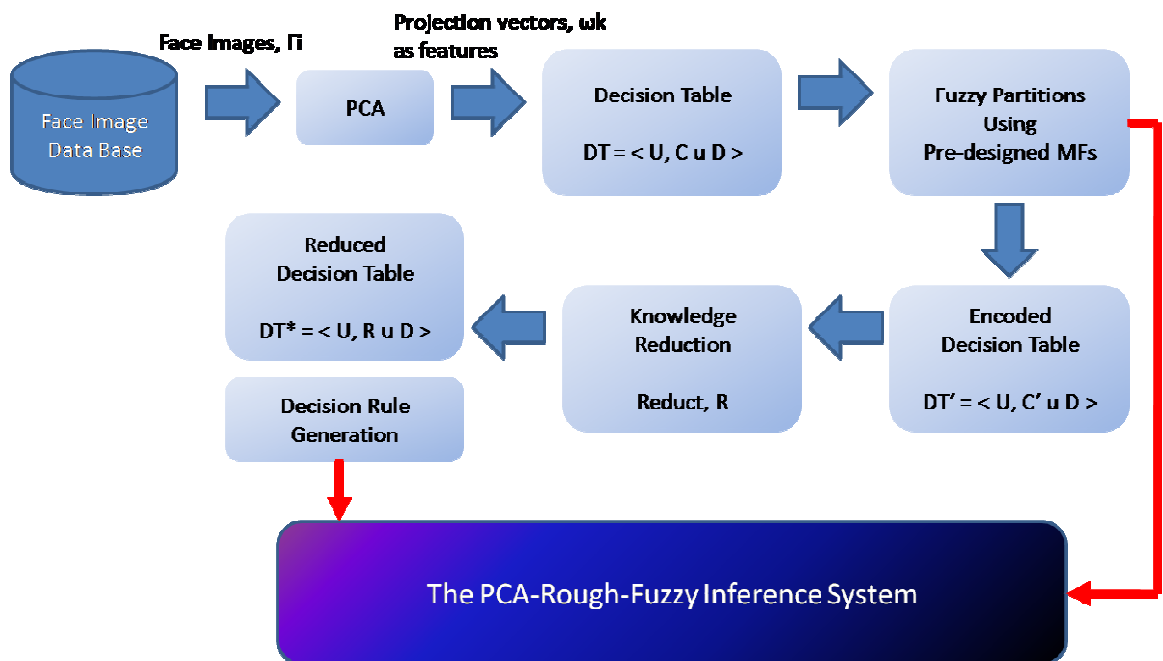 Face Images, Γi
Projection vectors, ωk
as features
Face Image
Data Base
PCA
Decision Table
DT = < U, C u D >
Fuzzy Partitions
Using
Pre-designed MFs
Reduced
Decision Table
DT* = < U, R u D >
Knowledge
Reduction
Reduct, R
Encoded
Decision Table
DT’ = < U, C’ u D >
Decision Rule
Generation
The PCA-Rough-Fuzzy Inference System